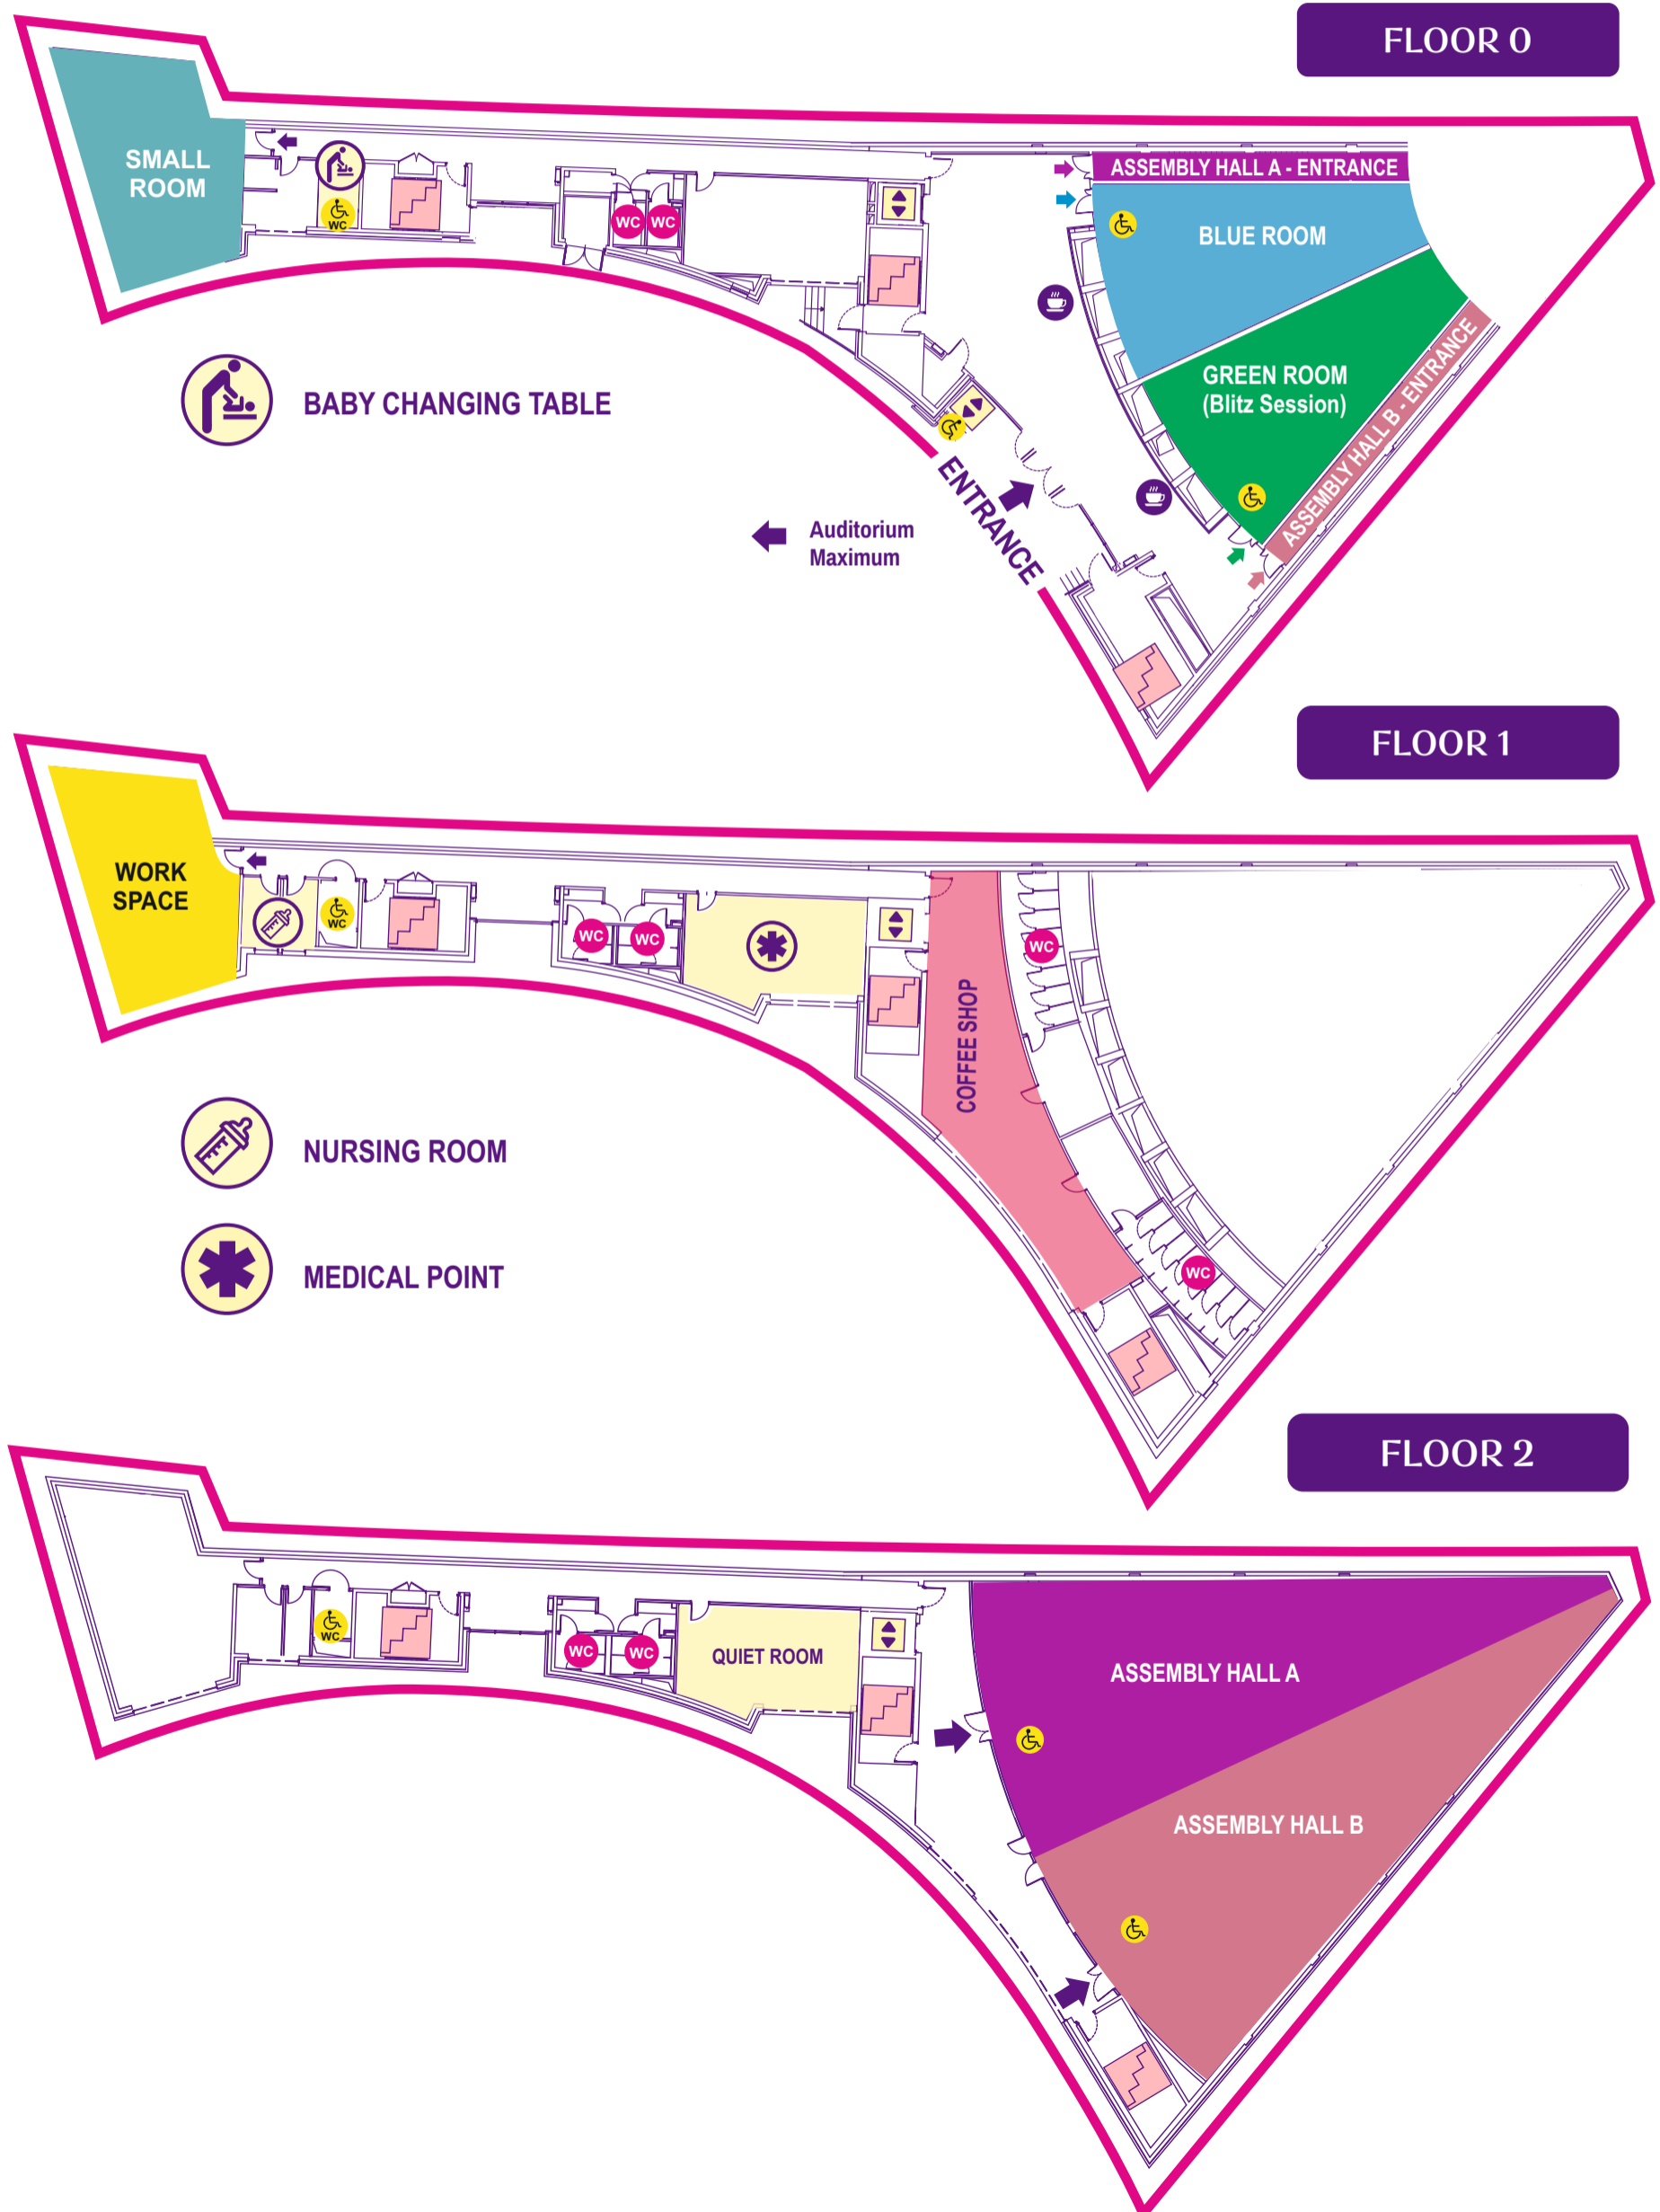 FLOOR 0
SMALL
ROOM
WC
WC
WC
ASSEMBLY HALL A - ENTRANCE
BLUE ROOM
GREEN ROOM
(Blitz Session)
ASSEMBLY HALL B - ENTRANCE
BABY CHANGING TABLE
ENTRANCE
Auditorium
Maximum
FLOOR 1
WORK
SPACE
WC
WC
WC
WC
COFFEE SHOP
WC
NURSING ROOM
MEDICAL POINT
FLOOR 2
WC
WC
WC
QUIET ROOM
ASSEMBLY HALL A
ASSEMBLY HALL B